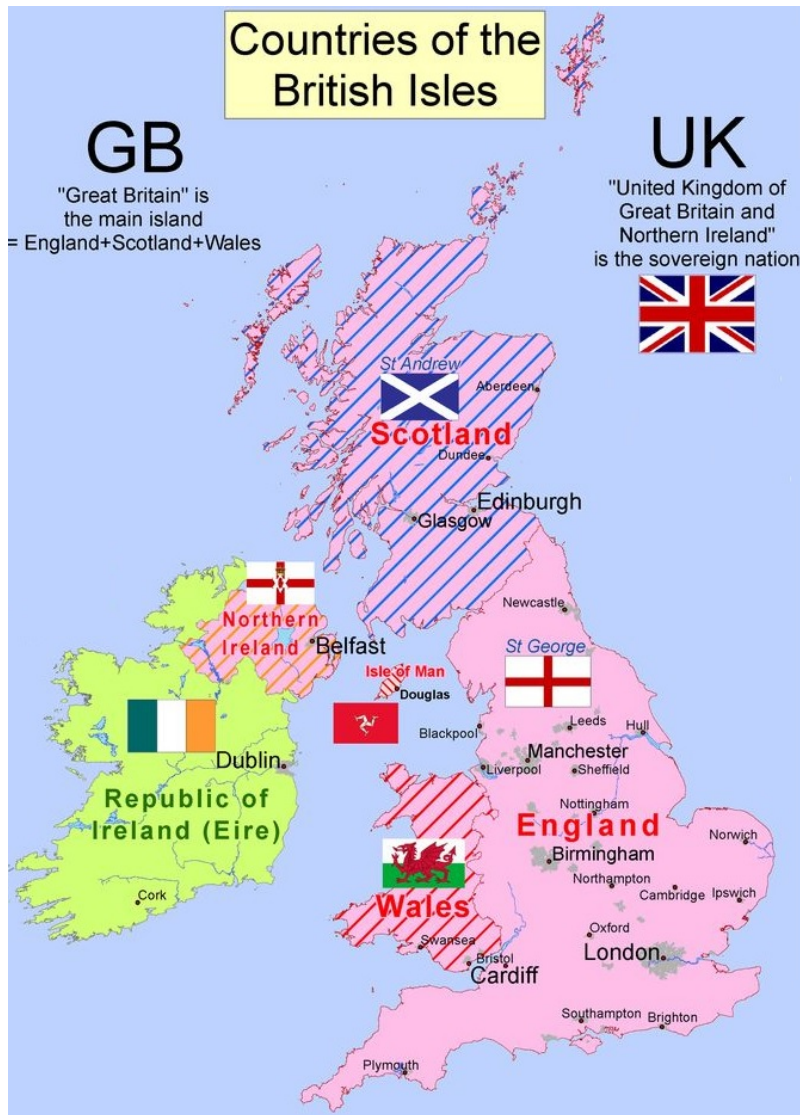 Countries of the
British Isles
GB
"Great Britain" is
the main island
= England+Scotland+Wales
UK
"United Kingdom of
Great Britain and
Northern Ireland"
is the sovereign nation
St Andrew
Aberdeen
Scotland
Dundee
Edinburgh
Glasgow
Newcastle
Northern
Ireland
Belfast
St George
Isle of Man
Douglas
Blackpool
Leeds
Hull
Manchester
Liverpool
Sheffield
Dublin
Republic of
Ireland (Eire)
Cork
Nottingham
England
Norwich
Birmingham
Northampton
Cambridge
Ipswich
Wales
Swansea
Bristol
Cardiff
Oxford
London
Southampton
Brighton
Plymouth